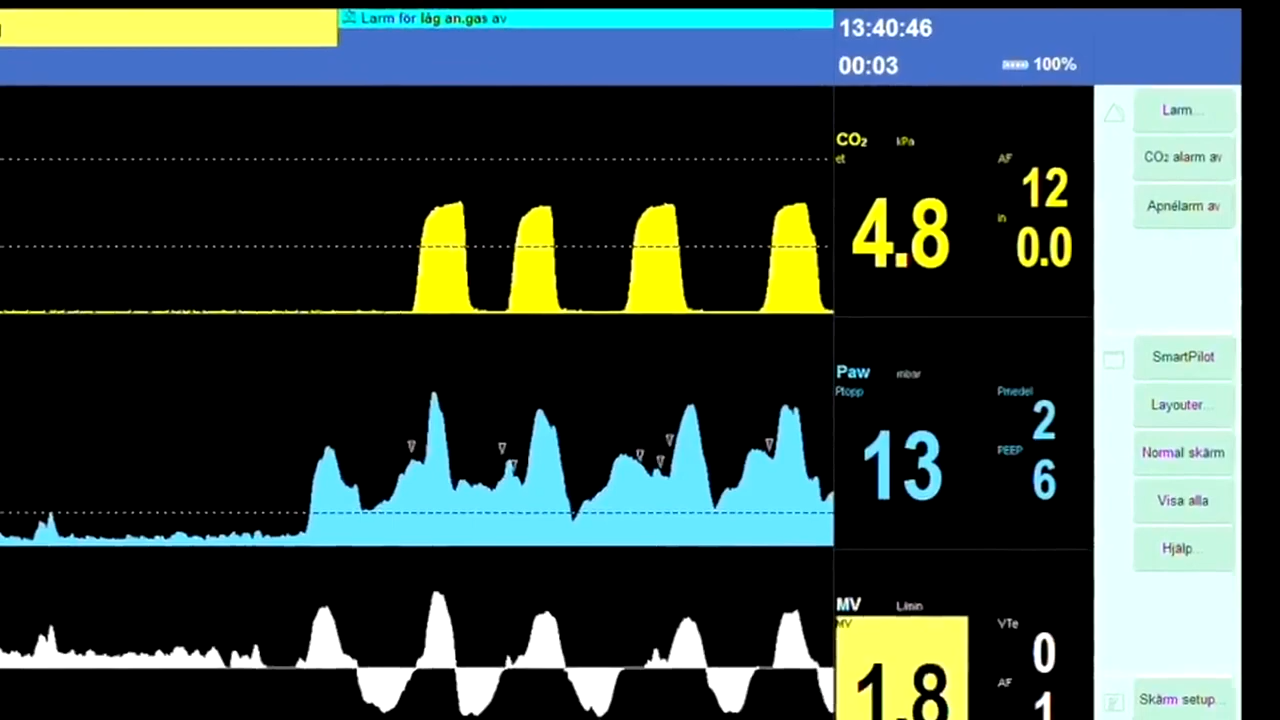 Larm för låg an.gas av
13:40:46
00:03
100%
CO₂ kPa
et
4.8
AF
12
in
0.0
Paw mbar
Ptopp
13
Pmedel
2
PEEP
6
MV L/min
MV
1.8
VTe
0
AF
1
Larm...
CO₂ alarm av
Apnélarm av
SmartPilot
Layouter...
Normal skärm
Visa alla
Hjälp...
Skärm setup...